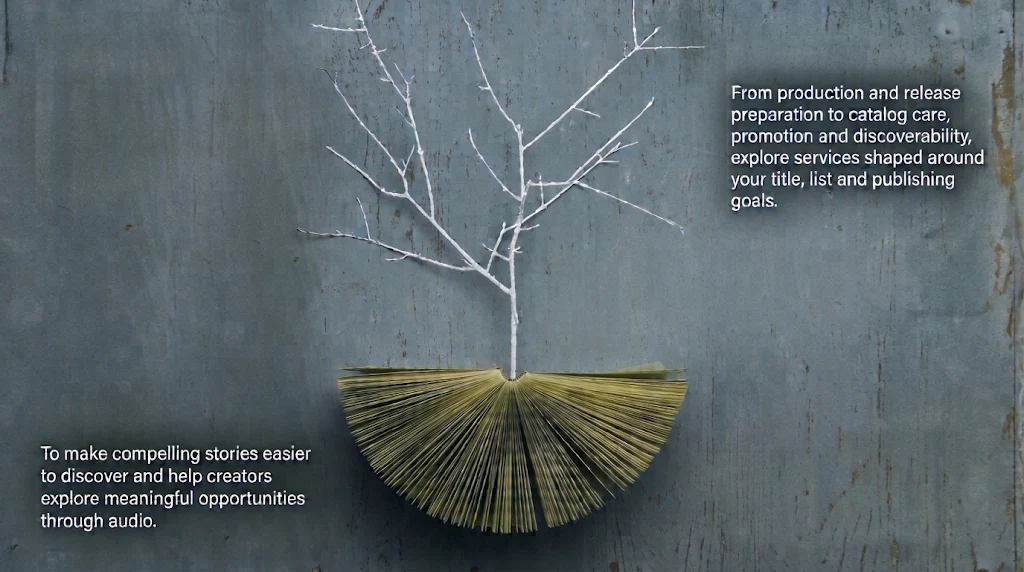 From production and release
preparation to catalog care,
promotion and discoverability,
explore services shaped around
your title, list and publishing
goals.
To make compelling stories easier
to discover and help creators
explore meaningful opportunities
through audio.